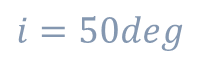 i = 50deg